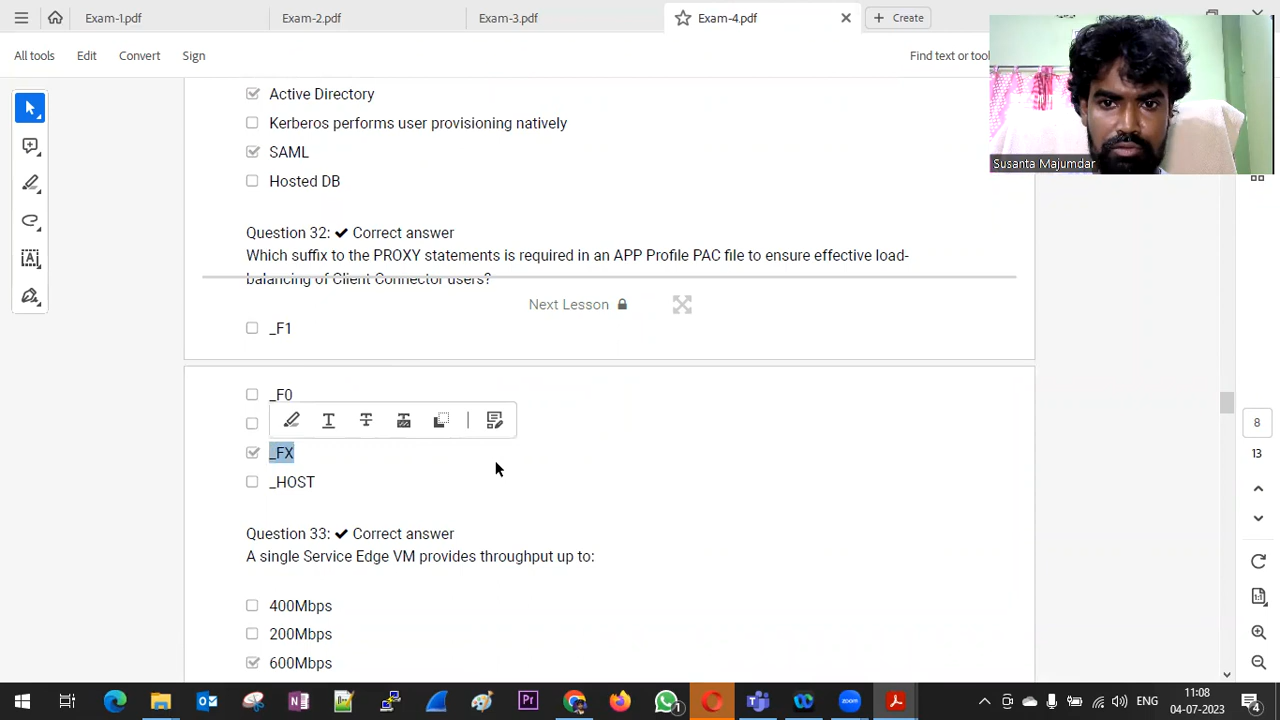 Exam-1.pdf
Exam-2.pdf
Exam-3.pdf
Exam-4.pdf
Create
All tools
Edit
Convert
Sign
Find text or tool
Active Directory
Kerberos performs user provisioning natively
SAML
Susanta Majumdar
Hosted DB
Question 32: ✔ Correct answer
Which suffix to the PROXY statements is required in an APP Profile PAC file to ensure effective load-
balancing of Client Connector users?
Next Lesson
_F1
_F0
_FX
_HOST
8
13
Question 33: ✔ Correct answer
A single Service Edge VM provides throughput up to:
400Mbps
200Mbps
600Mbps
ENG
11:08
04-07-2023